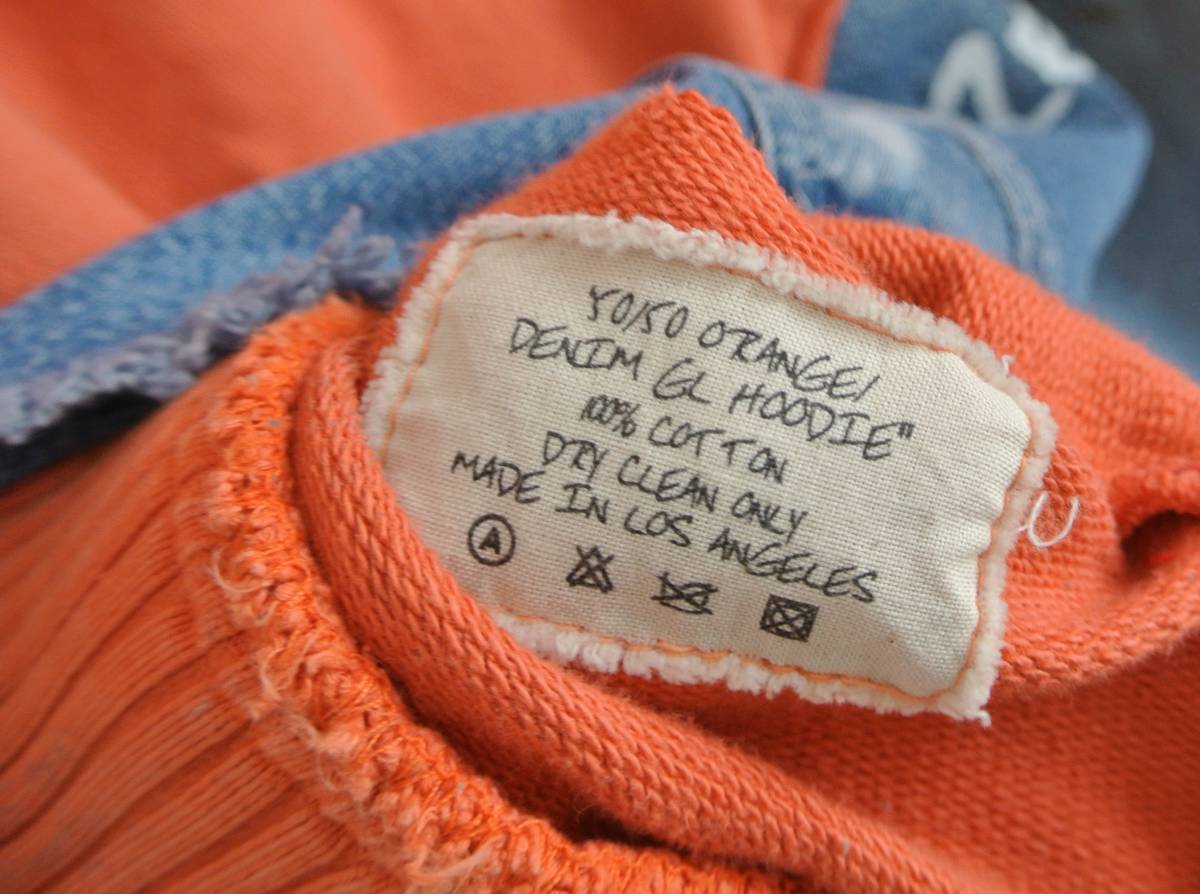 50/50 ORANGE/
DENIM GL HOODIE"
100% COTTON
DRY CLEAN ONLY
MADE IN LOS ANGELES
A